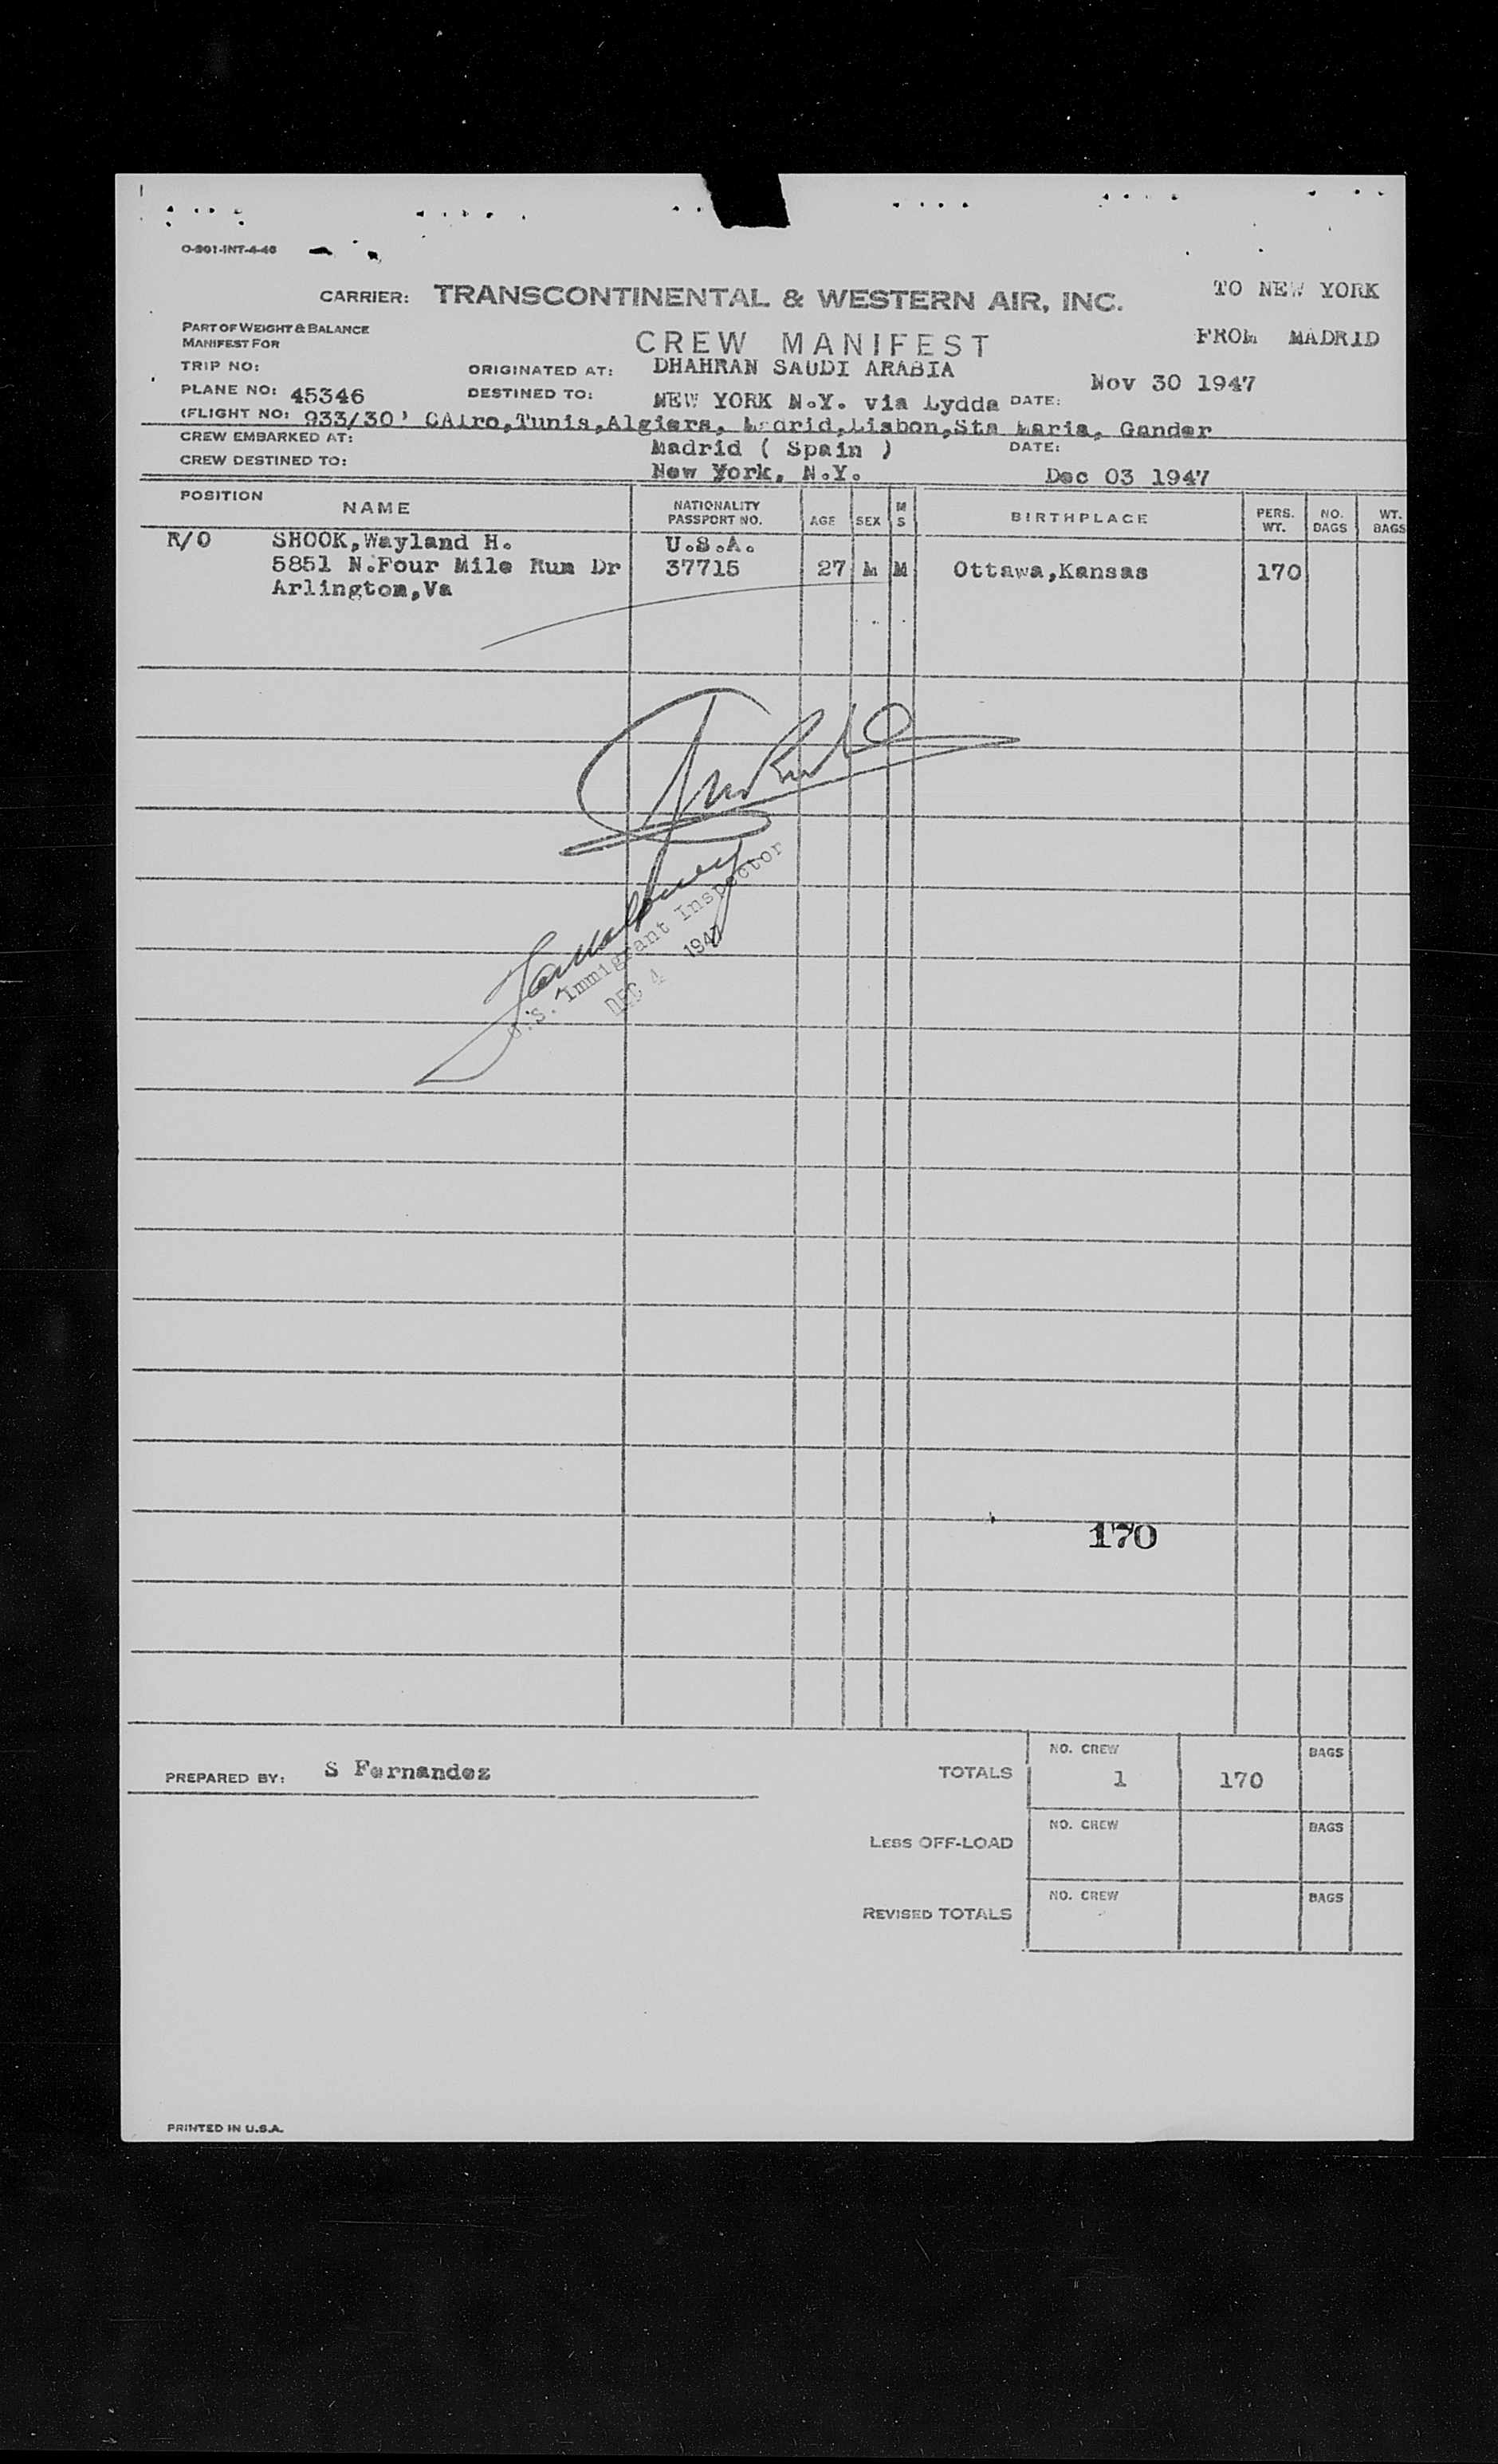 O-901-INT-4-46
CARRIER: TRANSCONTINENTAL & WESTERN AIR, INC. TO NEW YORK
PART OF WEIGHT & BALANCE
MANIFEST FOR
CREW MANIFEST FROM MADRID
TRIP NO: ORIGINATED AT: DHAHRAN SAUDI ARABIA Nov 30 1947
PLANE NO: 45346 DESTINED TO: NEW YORK N.Y. via Lydda DATE:
(FLIGHT NO: 933/30) CAiro,Tunis,Algiers, Madrid,Lisbon,Sta Maria, Gander
CREW EMBARKED AT: Madrid ( Spain ) DATE:
CREW DESTINED TO: New York, N.Y. Dec 03 1947
POSITION NAME NATIONALITY PASSPORT NO. AGE SEX M S BIRTHPLACE PERS. WT. NO. BAGS WT. BAGS
R/O SHOOK,Wayland H. U.S.A.
5851 N.Four Mile Run Dr 37715 27 M M Ottawa,Kansas 170
Arlington,Va
U.S. Immigrant Inspector
DEC 4 1947
170
PREPARED BY: S Fernandez
TOTALS NO. CREW 1 170 BAGS
LESS OFF-LOAD NO. CREW BAGS
REVISED TOTALS NO. CREW BAGS
PRINTED IN U.S.A.